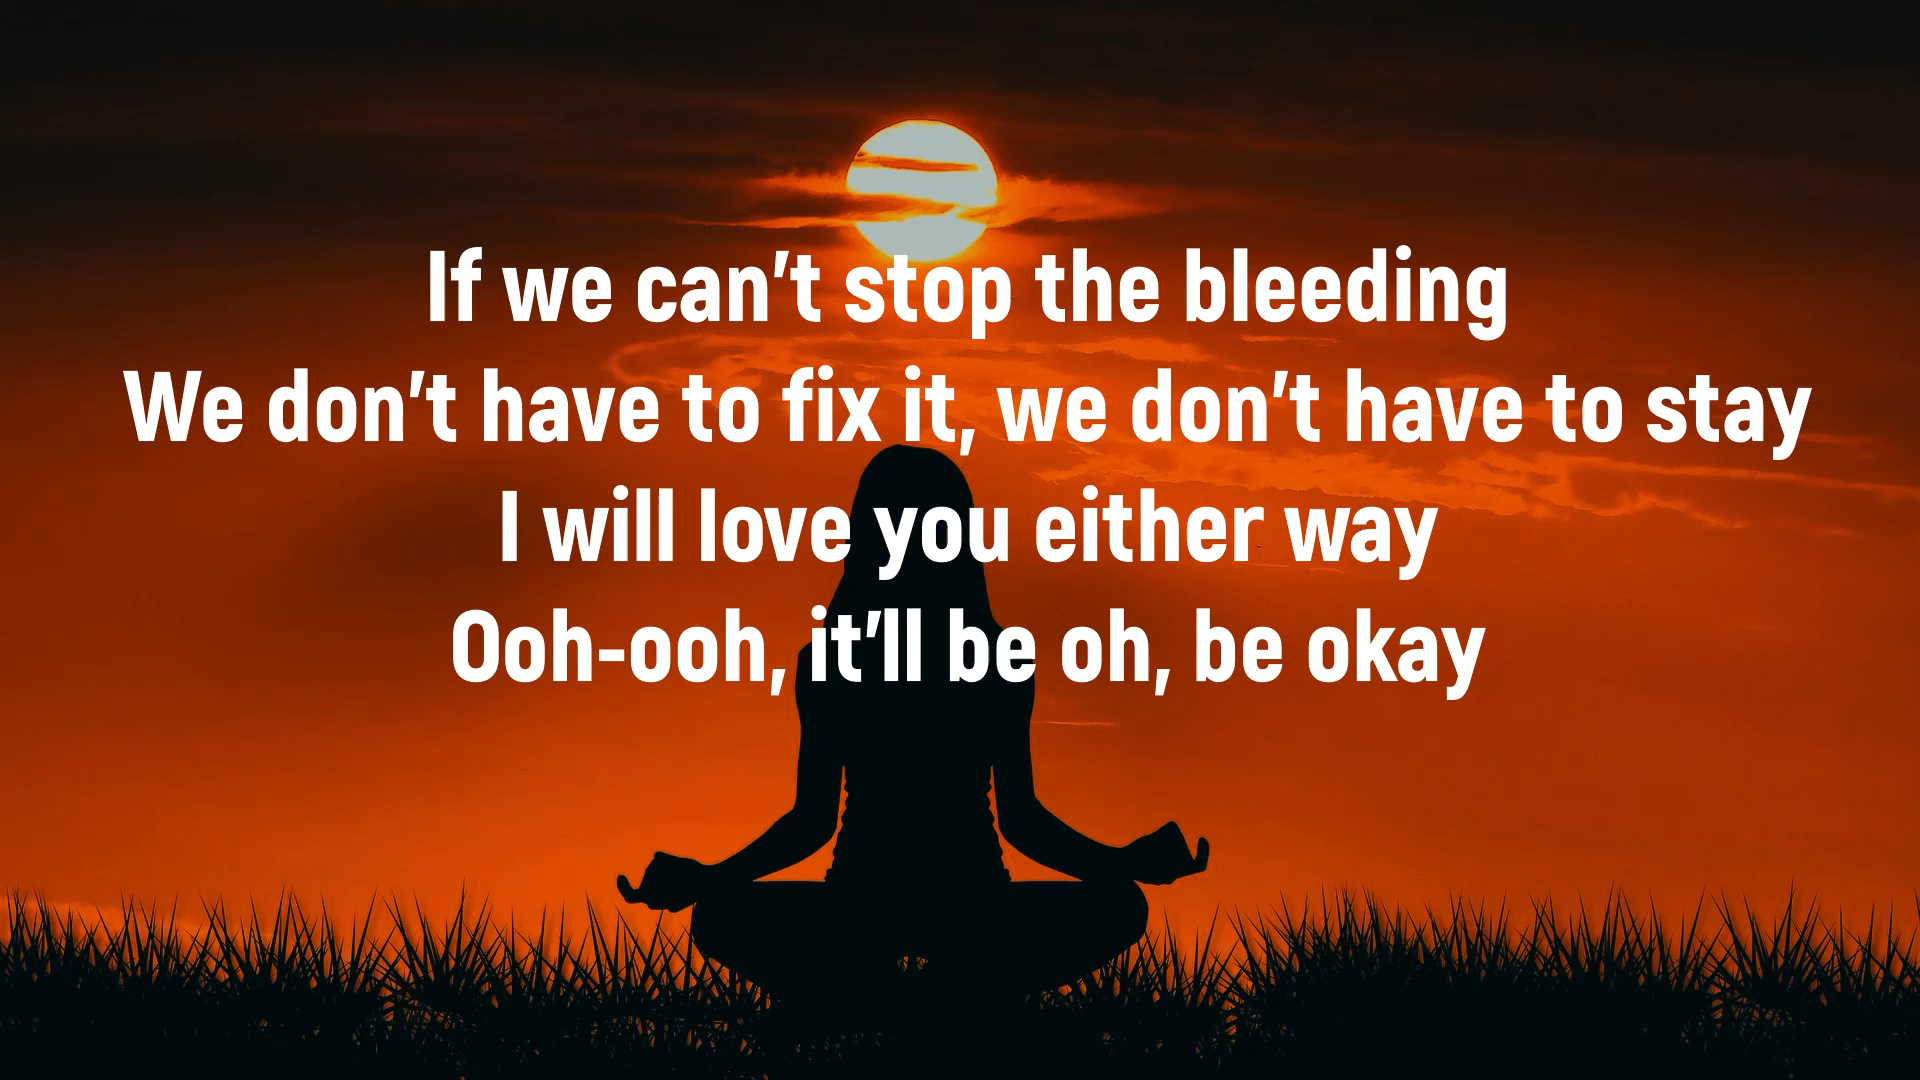 If we can't stop the bleeding
We don't have to fix it, we don't have to stay
I will love you either way
Ooh-ooh, it'll be oh, be okay